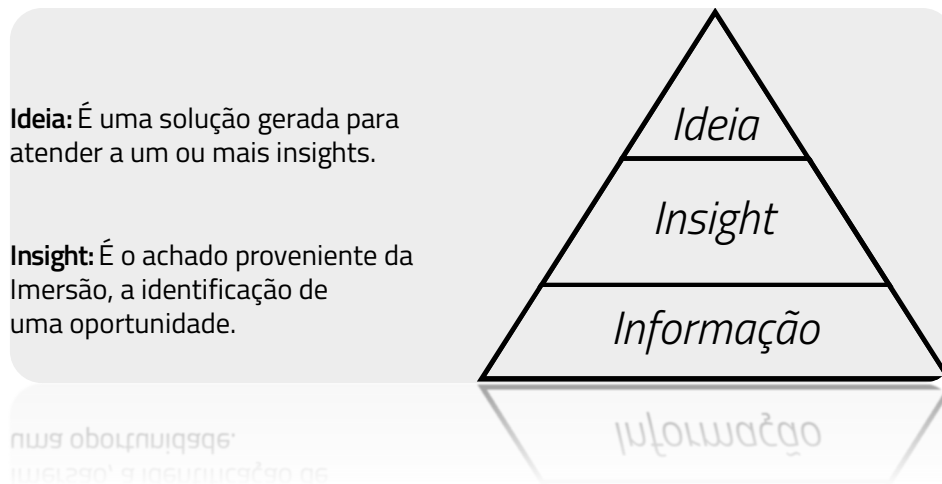 Ideia: É uma solução gerada para
atender a um ou mais insights.
Insight: É o achado proveniente da
Imersão, a identificação de
uma oportunidade.
Ideia
Insight
Informação